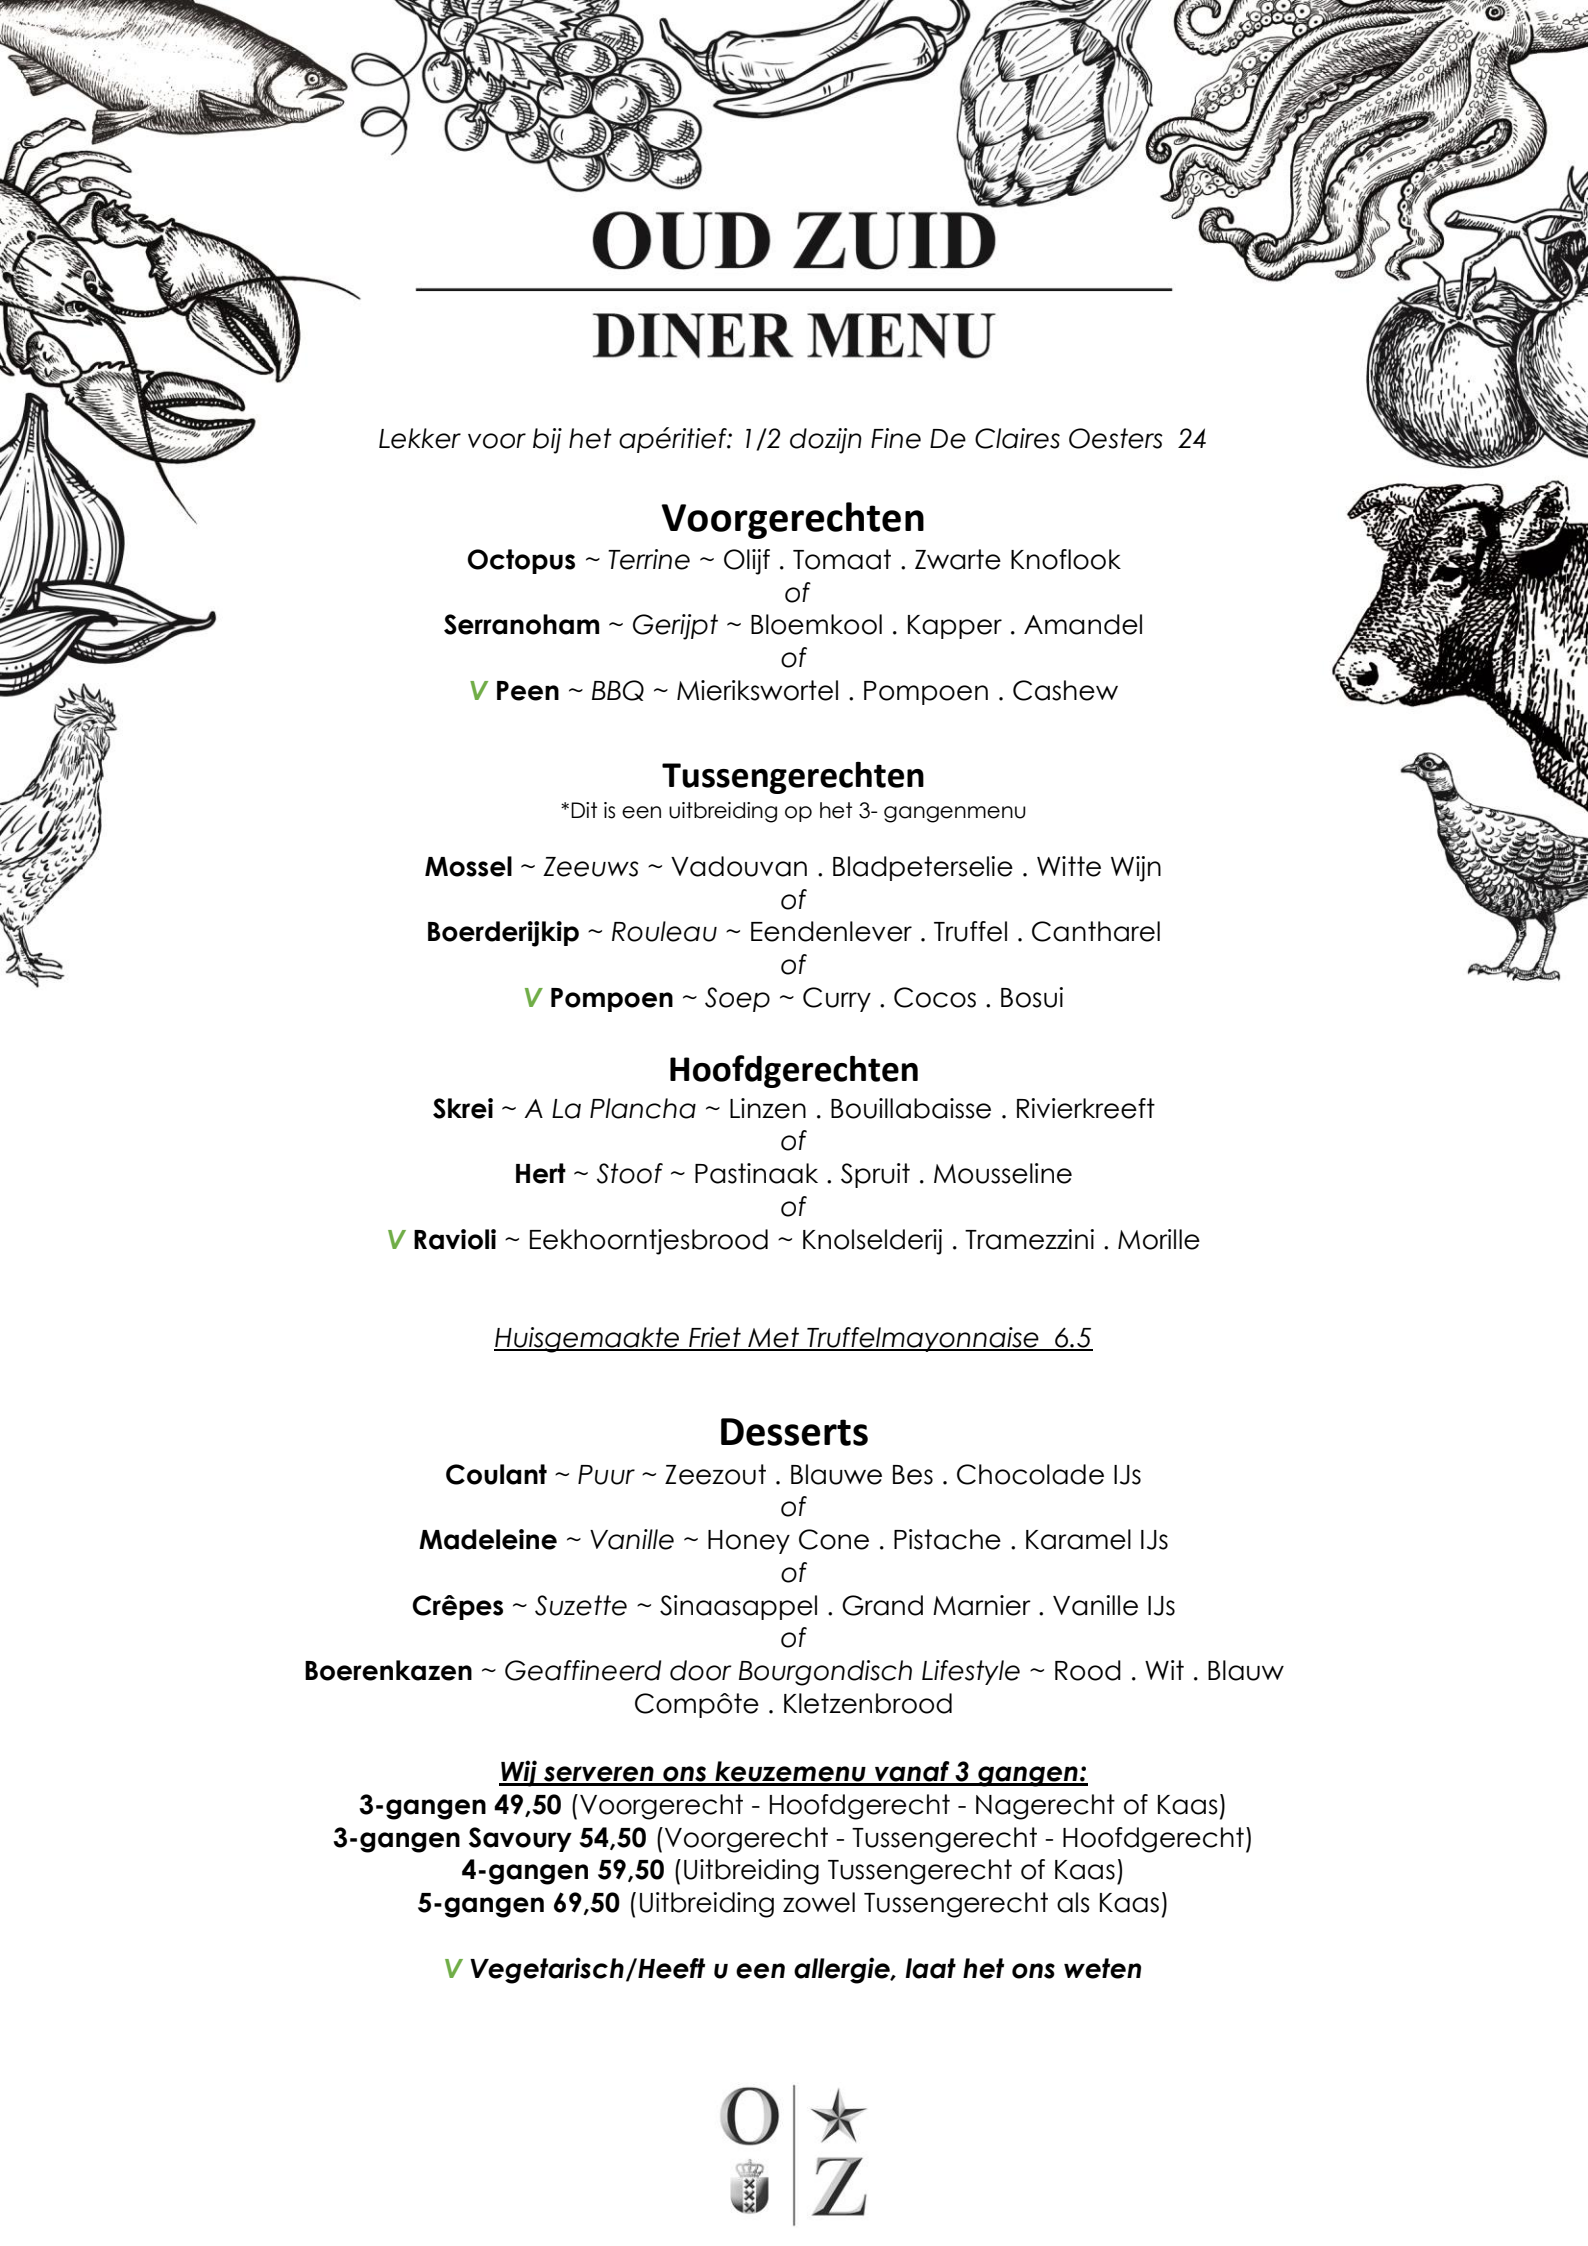 OUD ZUID
DINER MENU
Lekker voor bij het apéritief: 1/2 dozijn Fine De Claires Oesters 24
Voorgerechten
Octopus ~ Terrine ~ Olijf . Tomaat . Zwarte Knoflook
of
Serranoham ~ Gerijpt ~ Bloemkool . Kapper . Amandel
of
V Peen ~ BBQ ~ Mierikswortel . Pompoen . Cashew
Tussengerechten
*Dit is een uitbreiding op het 3- gangenmenu
Mossel ~ Zeeuws ~ Vadouvan . Bladpeterselie . Witte Wijn
of
Boerderijkip ~ Rouleau ~ Eendenlever . Truffel . Cantharel
of
V Pompoen ~ Soep ~ Curry . Cocos . Bosui
Hoofdgerechten
Skrei ~ A La Plancha ~ Linzen . Bouillabaisse . Rivierkreeft
of
Hert ~ Stoof ~ Pastinaak . Spruit . Mousseline
of
V Ravioli ~ Eekhoorntjesbrood ~ Knolselderij . Tramezzini . Morille
Huisgemaakte Friet Met Truffelmayonnaise 6.5
Desserts
Coulant ~ Puur ~ Zeezout . Blauwe Bes . Chocolade IJs
of
Madeleine ~ Vanille ~ Honey Cone . Pistache . Karamel IJs
of
Crêpes ~ Suzette ~ Sinaasappel . Grand Marnier . Vanille IJs
of
Boerenkazen ~ Geaffineerd door Bourgondisch Lifestyle ~ Rood . Wit . Blauw
Compôte . Kletzenbrood
Wij serveren ons keuzemenu vanaf 3 gangen:
3-gangen 49,50 (Voorgerecht - Hoofdgerecht - Nagerecht of Kaas)
3-gangen Savoury 54,50 (Voorgerecht - Tussengerecht - Hoofdgerecht)
4-gangen 59,50 (Uitbreiding Tussengerecht of Kaas)
5-gangen 69,50 (Uitbreiding zowel Tussengerecht als Kaas)
V Vegetarisch/Heeft u een allergie, laat het ons weten
O
Z